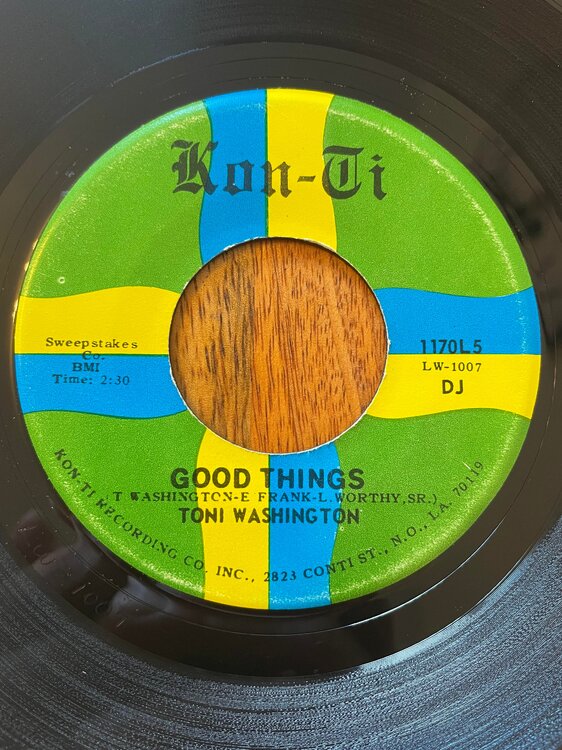 Kon-Ti
Sweepstakes
Co.
BMI
Time: 2:30
1170L5
LW-1007
DJ
GOOD THINGS
(T WASHINGTON-E FRANK-L.WORTHY,SR.)
TONI WASHINGTON
KON-TI RECORDING CO. INC., 2823 CONTI ST., N.O., LA. 70119